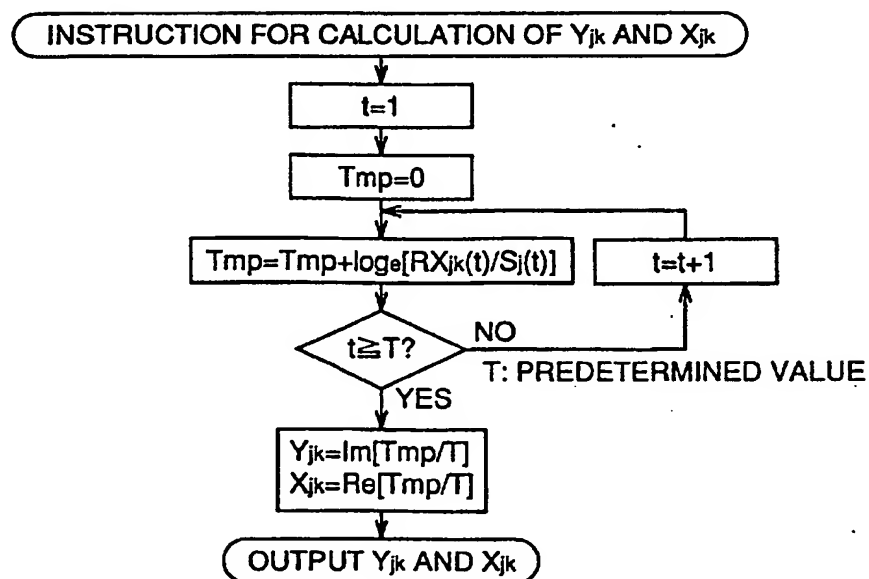 INSTRUCTION FOR CALCULATION OF Yjk AND Xjk
t=1
Tmp=0
Tmp=Tmp+loge[RXjk(t)/Sj(t)]
t=t+1
t≧T?
NO
T: PREDETERMINED VALUE
YES
Yjk=Im[Tmp/T]
Xjk=Re[Tmp/T]
OUTPUT Yjk AND Xjk